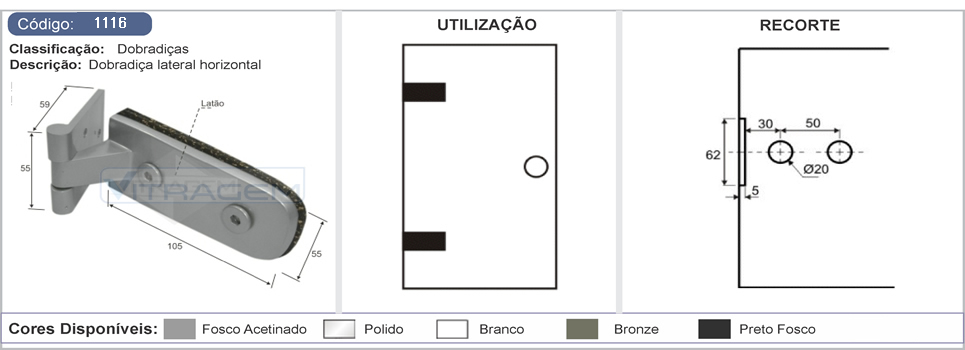 Código: 1116
Classificação: Dobradiças
Descrição: Dobradiça lateral horizontal
Latão
59
55
105
55
VITRAGEM
UTILIZAÇÃO
RECORTE
30
50
62
Ø20
5
Cores Disponíveis: Fosco Acetinado Polido Branco Bronze Preto Fosco